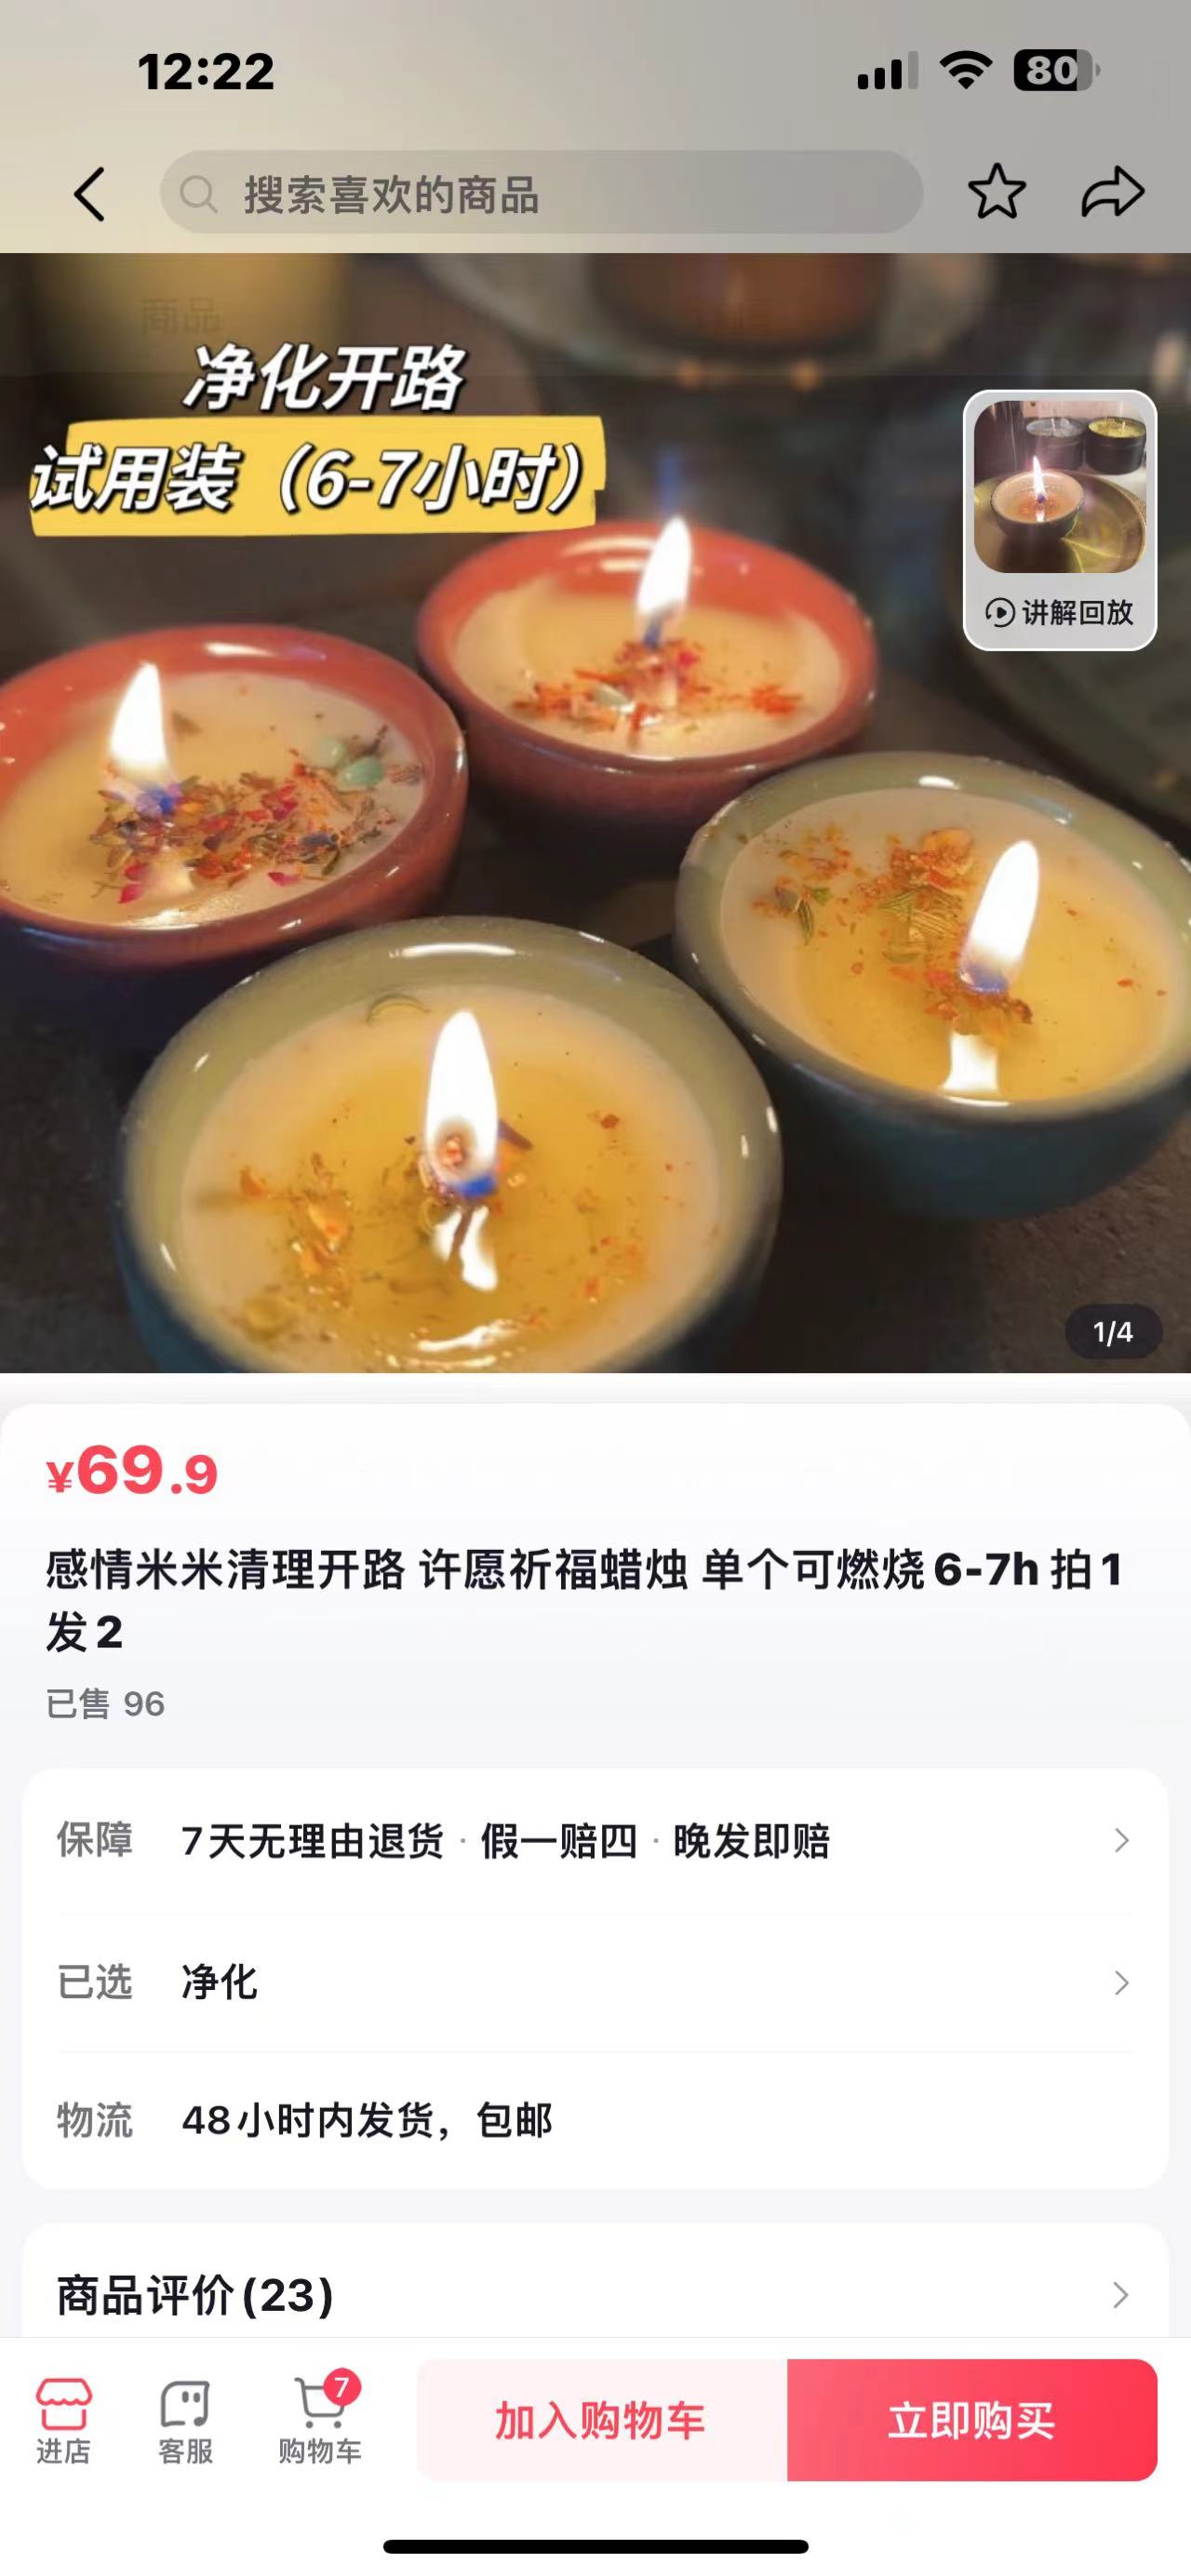 12:22
80
搜索喜欢的商品
商品
净化开路
试用装（6-7小时）
讲解回放
1/4
¥69.9
感情米米清理开路 许愿祈福蜡烛 单个可燃烧6-7h 拍1
发2
已售 96
保障 7天无理由退货 · 假一赔四 · 晚发即赔
已选 净化
物流 48小时内发货，包邮
商品评价(23)
进店
客服
7
购物车
加入购物车
立即购买